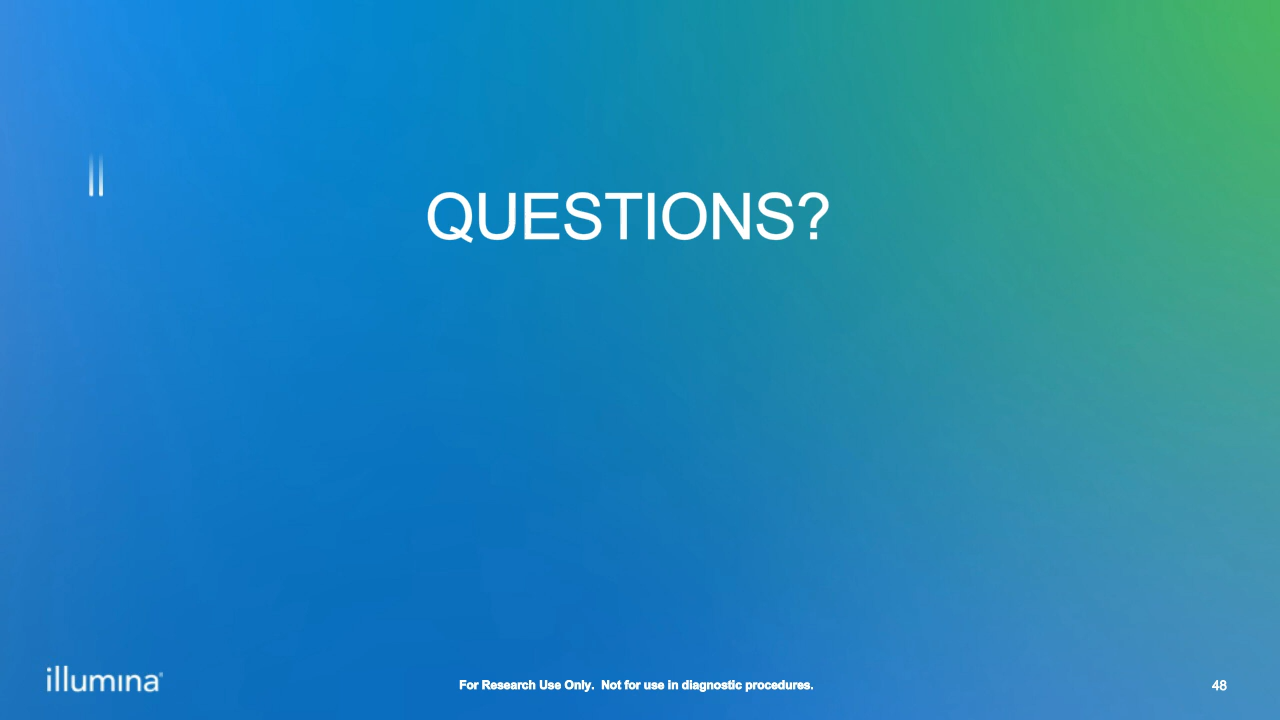 QUESTIONS?
illumina®
For Research Use Only.  Not for use in diagnostic procedures.
48